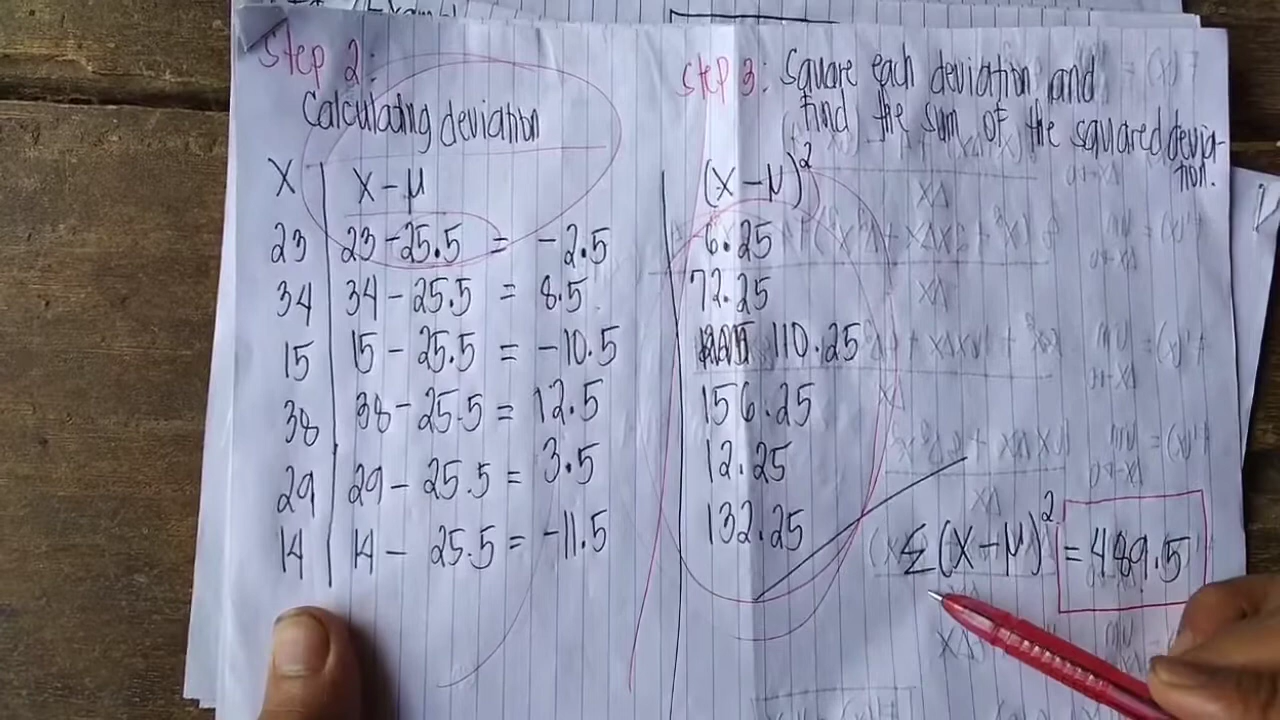 Step 2:
Calculating deviation
X X - μ
23 23 - 25.5 = -2.5
34 34 - 25.5 = 8.5
15 15 - 25.5 = -10.5
38 38 - 25.5 = 12.5
29 29 - 25.5 = 3.5
14 14 - 25.5 = -11.5
Step 3: Square each deviation and
find the sum of the squared devia-
tion.
(X - μ)²
6.25
72.25
110.25
156.25
12.25
132.25
Σ(X - μ)² = 489.5